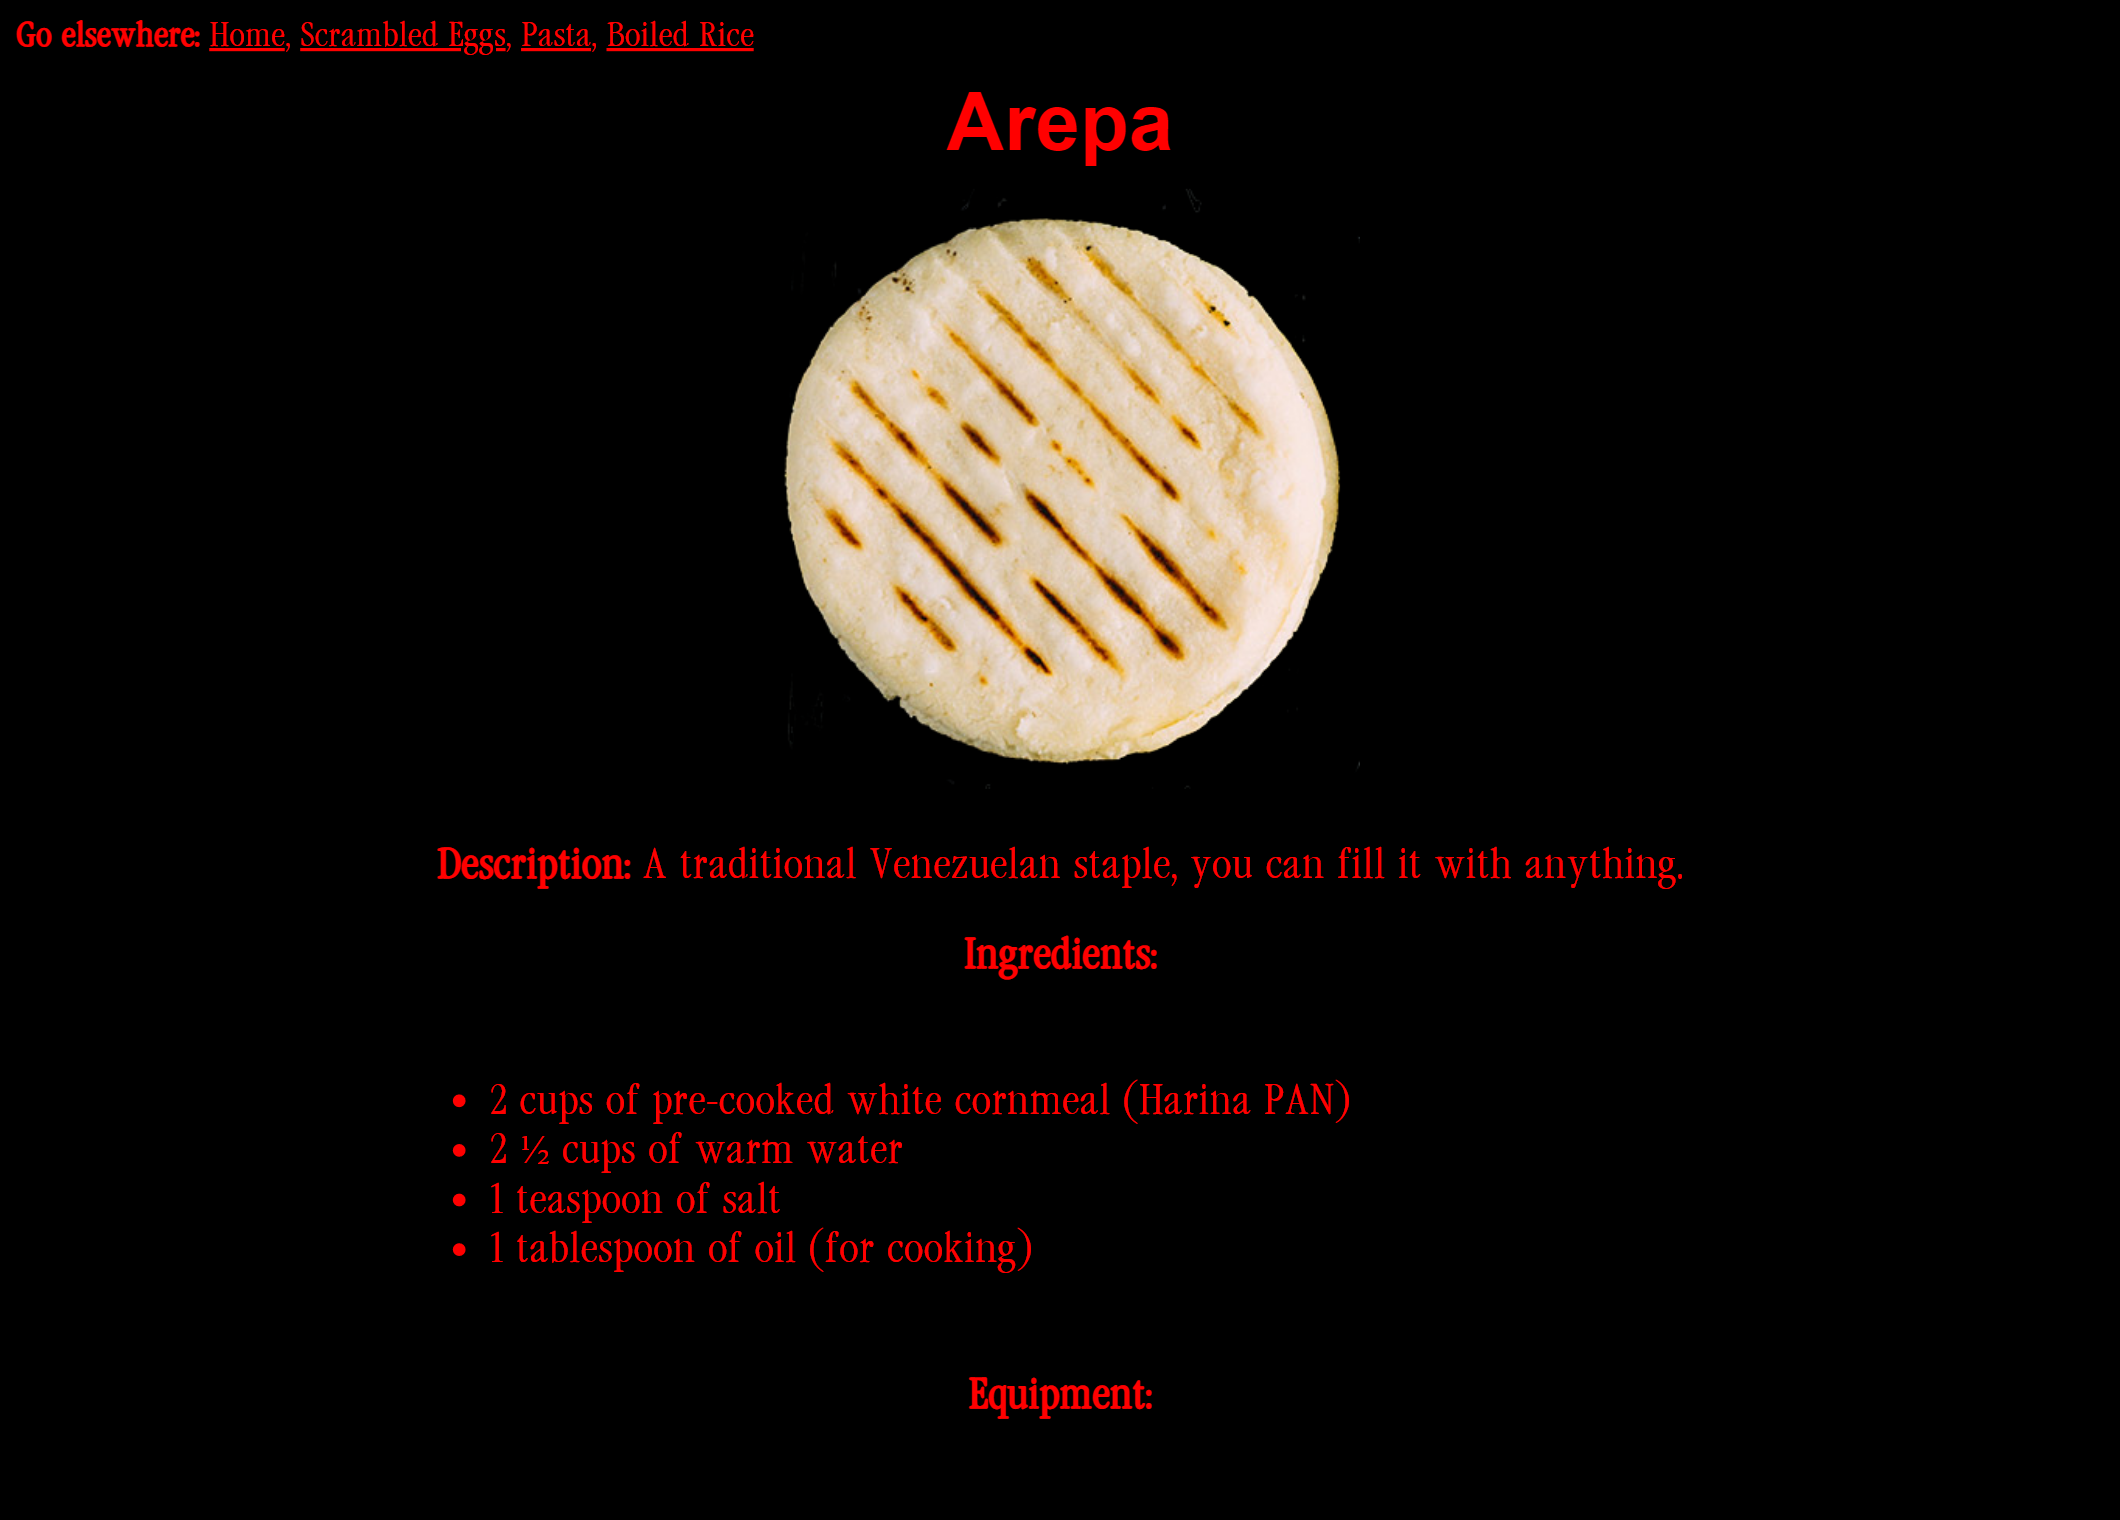 Go elsewhere: Home, Scrambled Eggs, Pasta, Boiled Rice
Arepa
Description: A traditional Venezuelan staple, you can fill it with anything.
Ingredients:
• 2 cups of pre-cooked white cornmeal (Harina PAN)
• 2 ½ cups of warm water
• 1 teaspoon of salt
• 1 tablespoon of oil (for cooking)
Equipment: